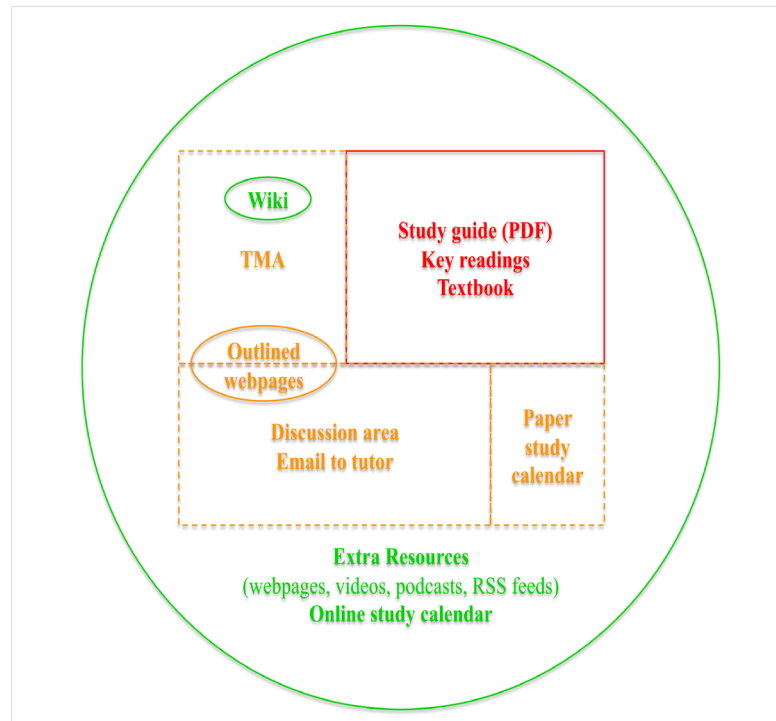 Wiki
TMA
Study guide (PDF)
Key readings
Textbook
Outlined
webpages
Discussion area
Email to tutor
Paper
study
calendar
Extra Resources
(webpages, videos, podcasts, RSS feeds)
Online study calendar